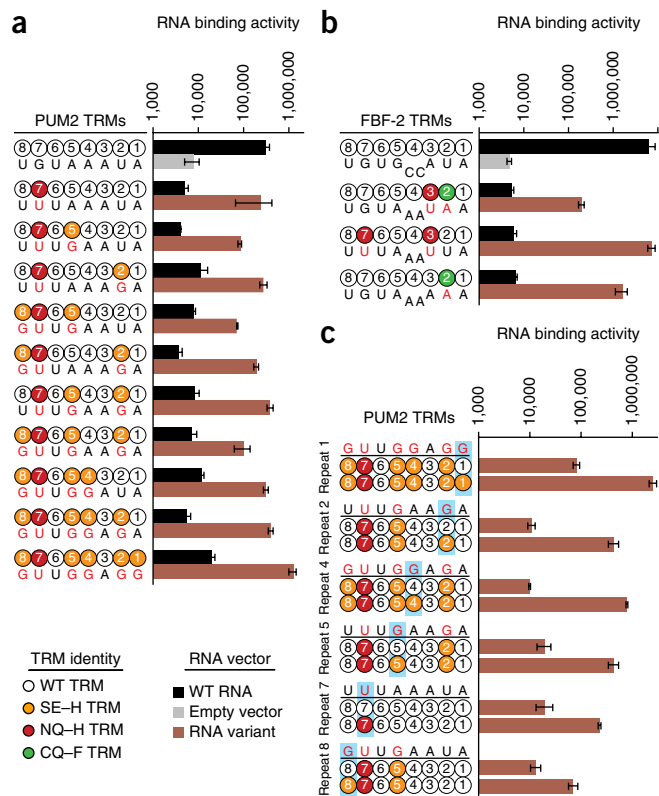 a
RNA binding activity
1,000
10,000
100,000
1,000,000
PUM2 TRMs
8 7 6 5 4 3 2 1
U G U A A A U A
8 7 6 5 4 3 2 1
U U U A A A U A
8 7 6 5 4 3 2 1
U U U G A A U A
8 7 6 5 4 3 2 1
U U U A A A G A
8 7 6 5 4 3 2 1
G U U G A A U A
8 7 6 5 4 3 2 1
G U U A A A G A
8 7 6 5 4 3 2 1
U U U G A A G A
8 7 6 5 4 3 2 1
G U U G A A G A
8 7 6 5 4 3 2 1
G U U G G A U A
8 7 6 5 4 3 2 1
G U U G G A G A
8 7 6 5 4 3 2 1
G U U G G A G G
TRM identity
WT TRM
SE–H TRM
NQ–H TRM
CQ–F TRM
RNA vector
WT RNA
Empty vector
RNA variant
b
RNA binding activity
1,000
10,000
100,000
1,000,000
FBF-2 TRMs
8 7 6 5 4 3 2 1
U G U G C C A U A
8 7 6 5 4 3 2 1
U G U A A A U A A
8 7 6 5 4 3 2 1
U U U A A A U U A
8 7 6 5 4 3 2 1
U G U A A A A A A
c
RNA binding activity
1,000
10,000
100,000
1,000,000
PUM2 TRMs
Repeat 1
G U U G G A G G
8 7 6 5 4 3 2 1
8 7 6 5 4 3 2 1
Repeat 2
U U U G A A G A
8 7 6 5 4 3 2 1
8 7 6 5 4 3 2 1
Repeat 4
G U U G G A G A
8 7 6 5 4 3 2 1
8 7 6 5 4 3 2 1
Repeat 5
U U U G A A G A
8 7 6 5 4 3 2 1
8 7 6 5 4 3 2 1
Repeat 7
U U U A A A U A
8 7 6 5 4 3 2 1
8 7 6 5 4 3 2 1
Repeat 8
G U U G A A U A
8 7 6 5 4 3 2 1
8 7 6 5 4 3 2 1